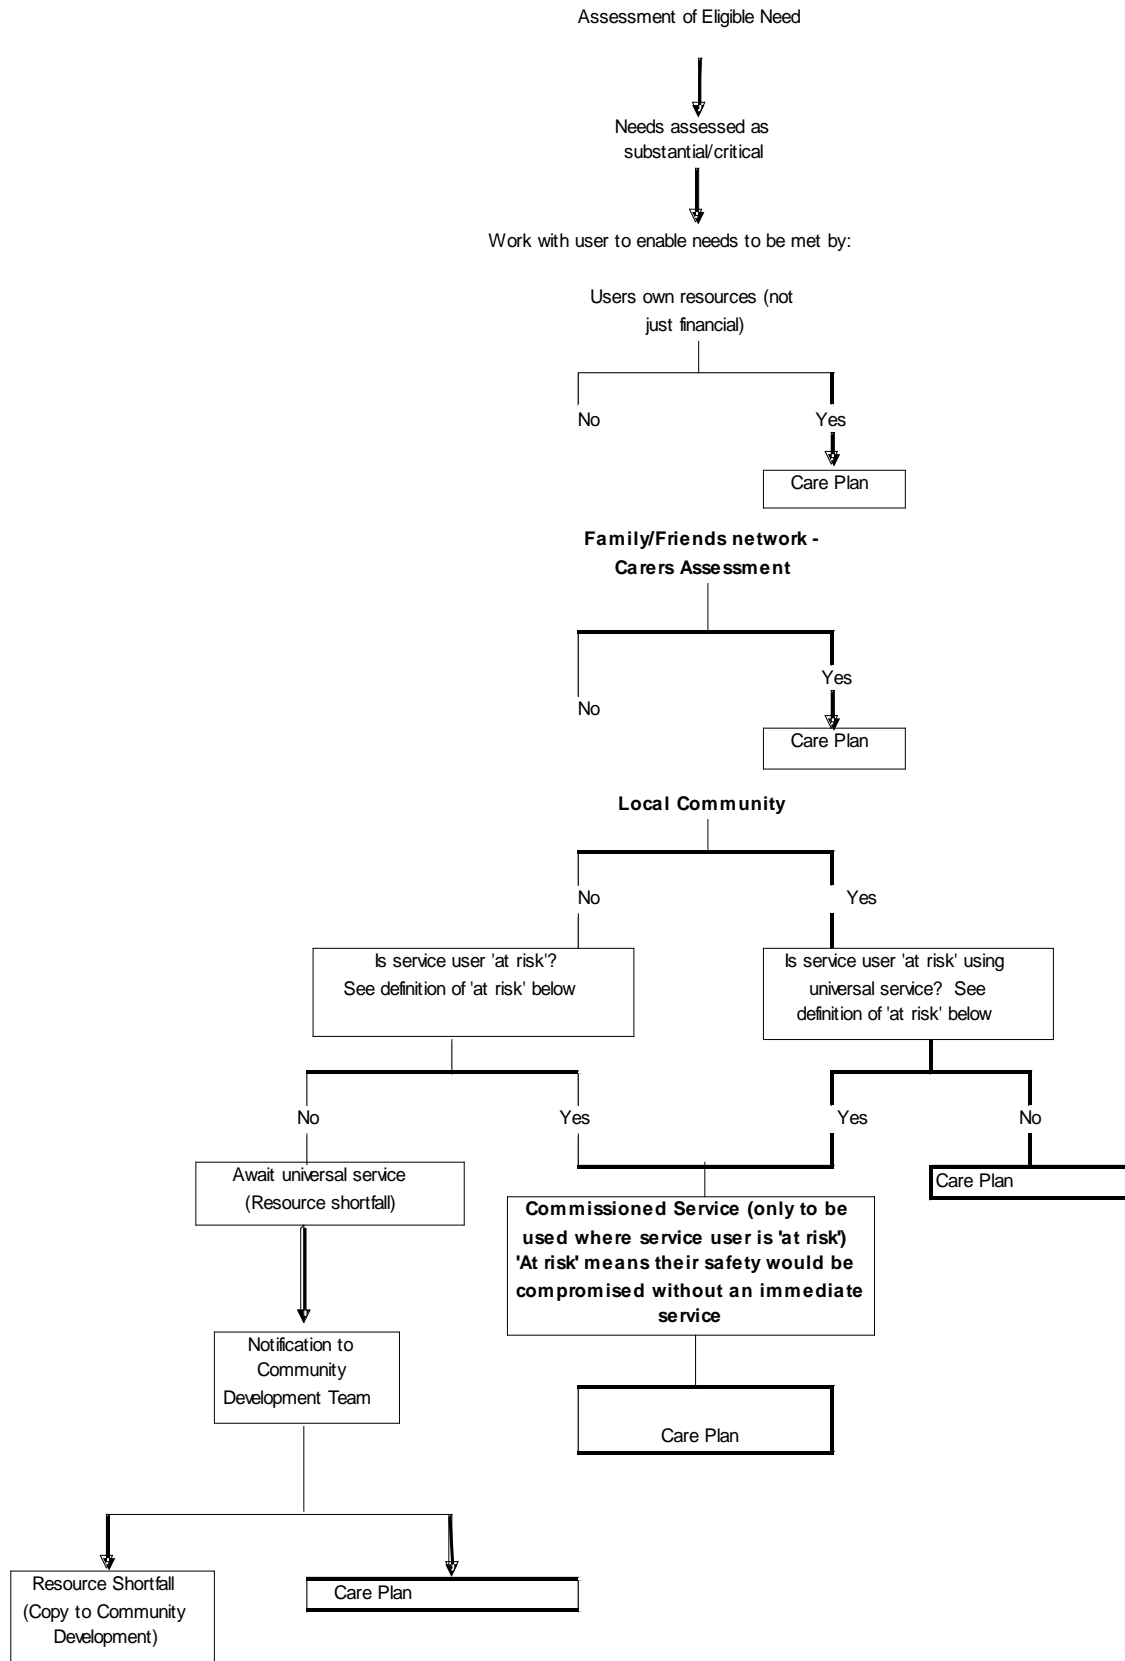 Assessment of Eligible Need
Needs assessed as
substantial/critical
Work with user to enable needs to be met by:
Users own resources (not
just financial)
No
Yes
Care Plan
Family/Friends network -
Carers Assessment
Yes
No
Care Plan
Local Community
No
Yes
Is service user 'at risk'?
See definition of 'at risk' below
Is service user 'at risk' using
universal service? See
definition of 'at risk' below
No
Yes
Yes
No
Await universal service
(Resource shortfall)
Care Plan
Commissioned Service (only to be
used where service user is 'at risk')
'At risk' means their safety would be
compromised without an immediate
service
Notification to
Community
Development Team
Care Plan
Resource Shortfall
(Copy to Community
Development)
Care Plan